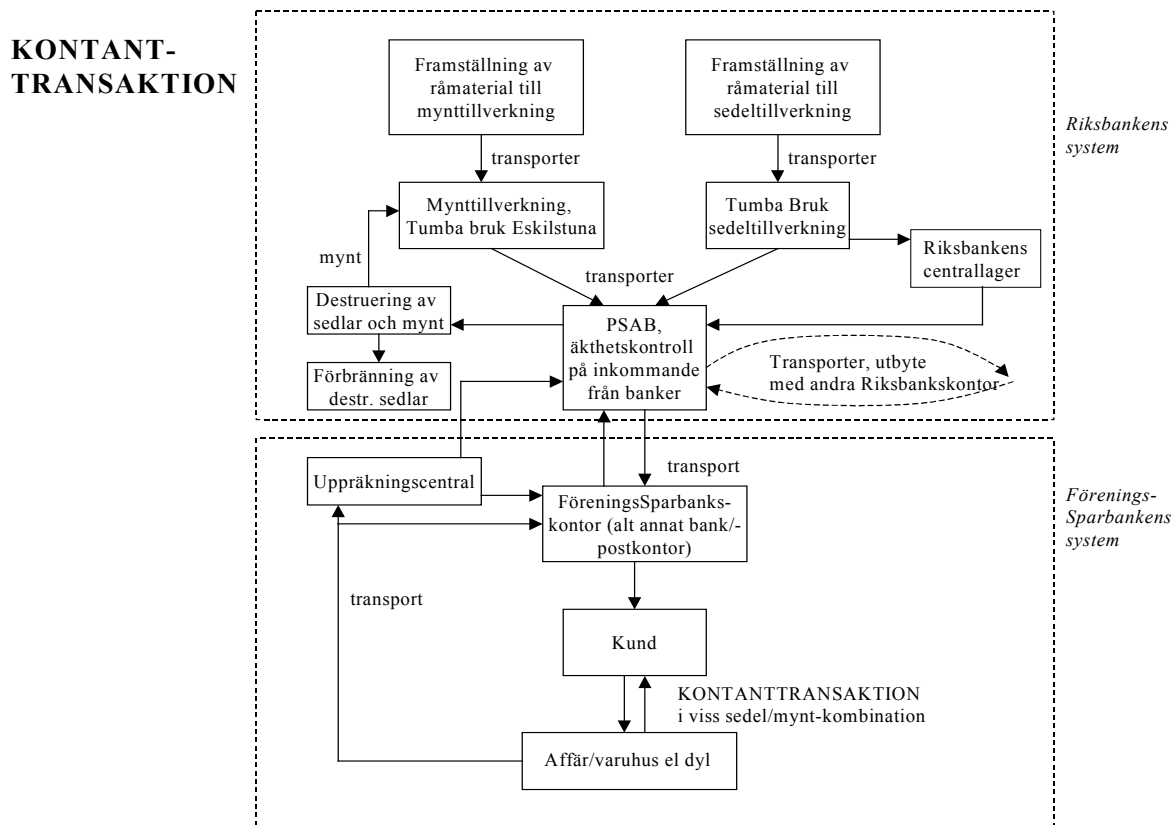 KONTANT-
TRANSAKTION
Framställning av
råmaterial till
mynttillverkning
Framställning av
råmaterial till
sedeltillverkning
Riksbankens
system
transporter
transporter
Mynttillverkning,
Tumba bruk Eskilstuna
Tumba Bruk
sedeltillverkning
Riksbankens
centrallager
mynt
transporter
Destruering av
sedlar och mynt
PSAB,
äkthetskontroll
på inkommande
från banker
Transporter, utbyte
med andra Riksbankskontor
Förbränning av
destr. sedlar
transport
Uppräkningscentral
FöreningsSparbanks-
kontor (alt annat bank/-
postkontor)
Förenings-
Sparbankens
system
transport
Kund
KONTANTTRANSAKTION
i viss sedel/mynt-kombination
Affär/varuhus el dyl